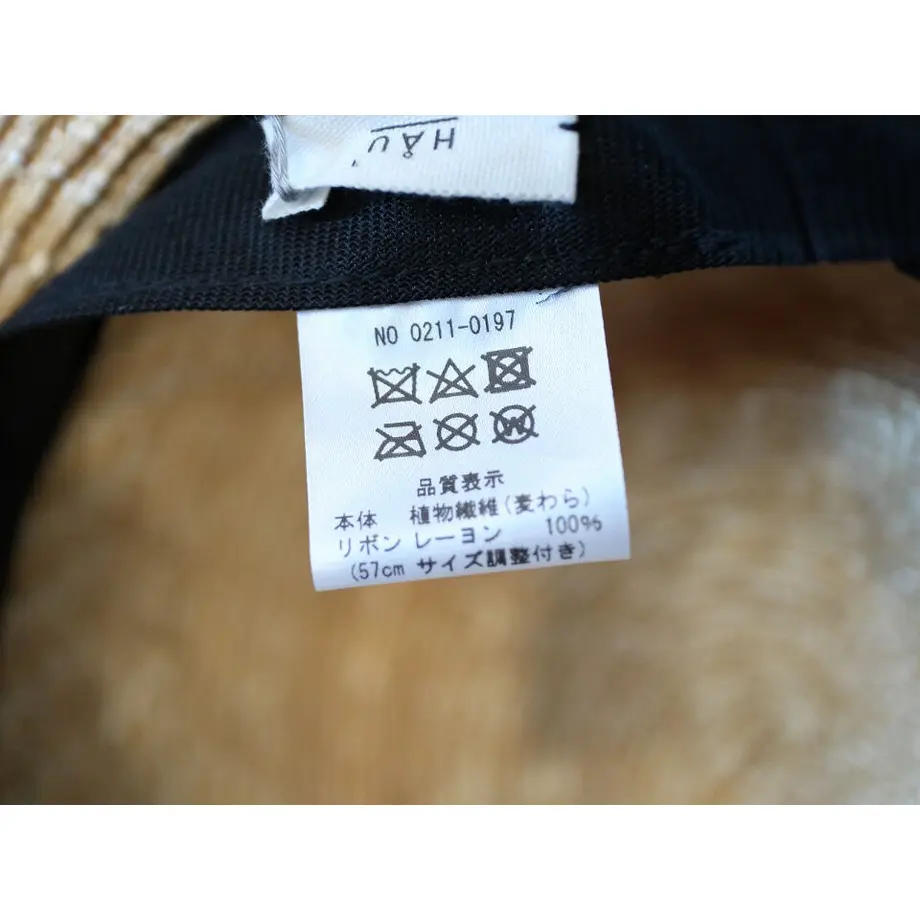 HÅU
NO 0211-0197
W
品質表示
本体 植物繊維(麦わら)
リボン レーヨン 100%
(57cm サイズ調整付き)